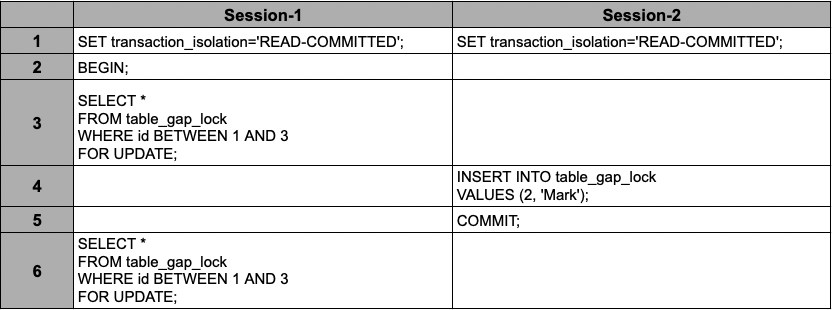 Session-1 Session-2
1 SET transaction_isolation='READ-COMMITTED'; SET transaction_isolation='READ-COMMITTED';
2 BEGIN;
3
SELECT *
FROM table_gap_lock
WHERE id BETWEEN 1 AND 3
FOR UPDATE;
4
INSERT INTO table_gap_lock
VALUES (2, 'Mark');
5 COMMIT;
6
SELECT *
FROM table_gap_lock
WHERE id BETWEEN 1 AND 3
FOR UPDATE;